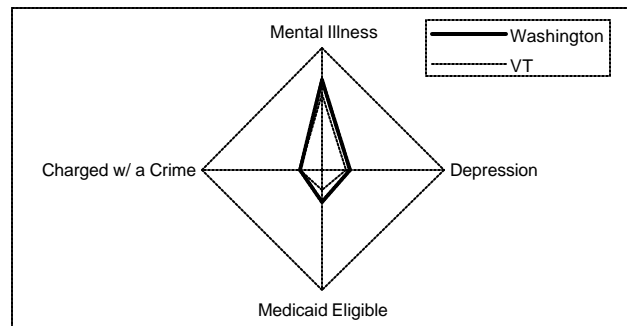 Mental Illness
Washington
VT
Charged w/ a Crime
Depression
Medicaid Eligible